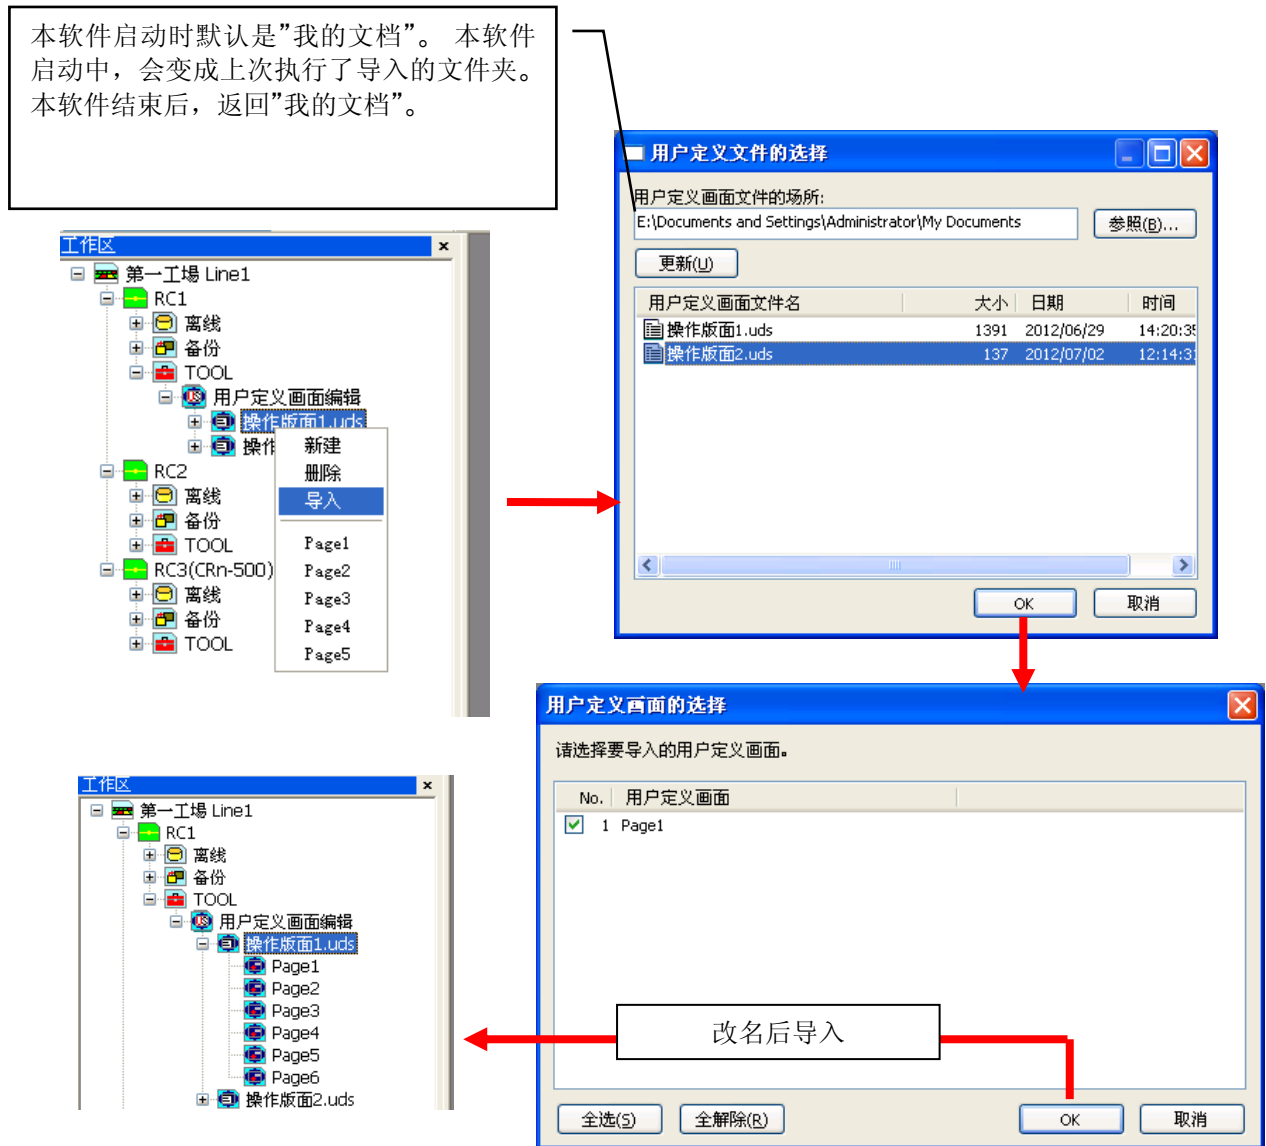 本软件启动时默认是”我的文档”。 本软件
启动中，会变成上次执行了导入的文件夹。
本软件结束后，返回”我的文档”。
用户定义文件的选择
用户定义画面文件的场所:
E:\Documents and Settings\Administrator\My Documents
参照(B)...
更新(U)
用户定义画面文件名 大小 日期 时间
操作版面1.uds 1391 2012/06/29 14:20:35
操作版面2.uds 137 2012/07/02 12:14:3
OK 取消
工作区
第一工場 Line1
RC1
离线
备份
TOOL
用户定义画面编辑
操作版面1.uds
操作
RC2
离线
备份
TOOL
RC3(CRn-500)
离线
备份
TOOL
新建
删除
导入
Page1
Page2
Page3
Page4
Page5
用户定义画面的选择
请选择要导入的用户定义画面。
No. 用户定义画面
1 Page1
改名后导入
全选(S) 全解除(R) OK 取消
工作区
第一工場 Line1
RC1
离线
备份
TOOL
用户定义画面编辑
操作版面1.uds
Page1
Page2
Page3
Page4
Page5
Page6
操作版面2.uds